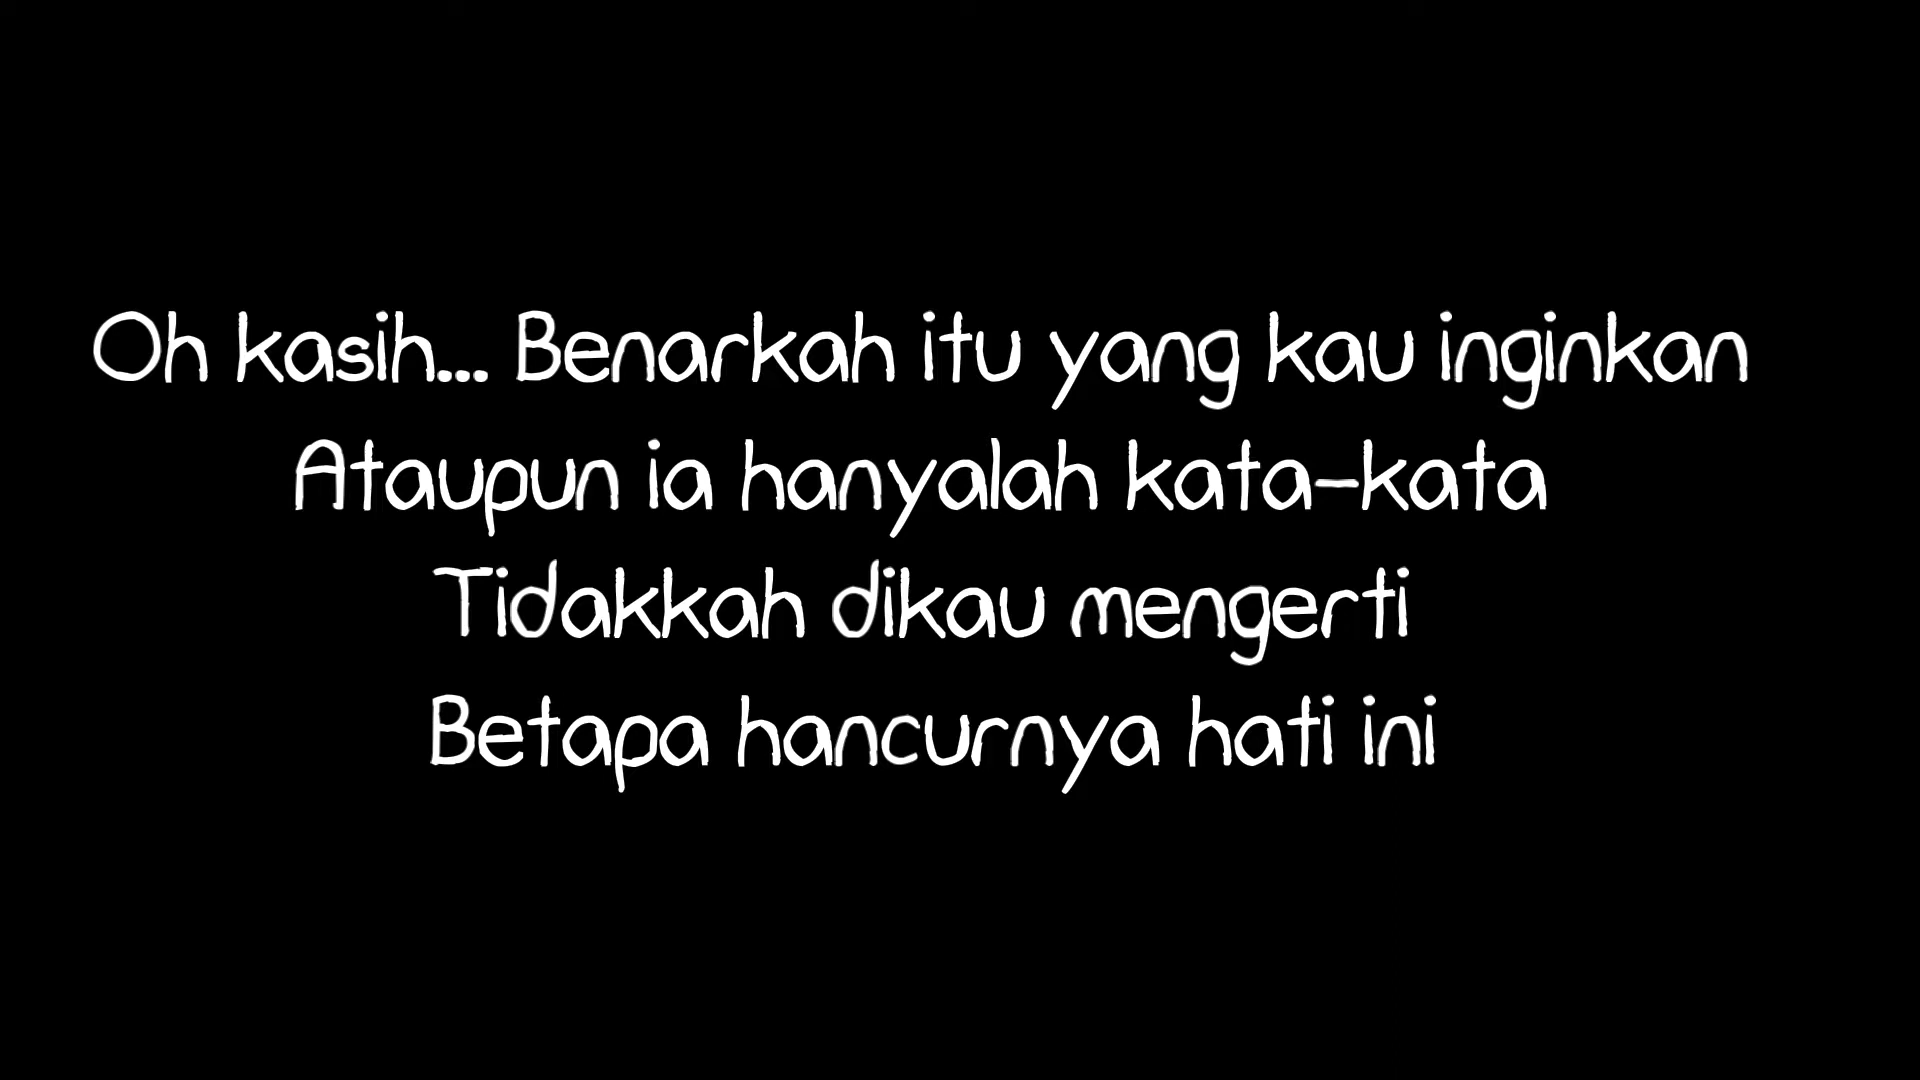 Oh kasih... Benarkah itu yang kau inginkan
Ataupun ia hanyalah kata-kata
Tidakkah dikau mengerti
Betapa hancurnya hati ini